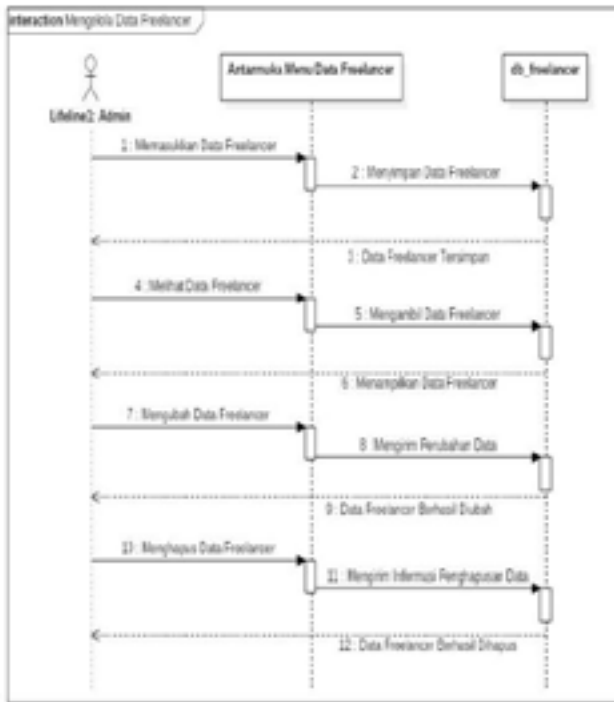 interaction Mengelola Data Freelancer
Antarmuka Menu Data Freelancer
db_freelancer
Lifeline1: Admin
1 : Memasukkan Data Freelancer
2 : Menyimpan Data Freelancer
3 : Data Freelancer Tersimpan
4 : Melihat Data Freelancer
5 : Mengambil Data Freelancer
6 : Menampilkan Data Freelancer
7 : Mengubah Data Freelancer
8 : Mengirim Perubahan Data
9 : Data Freelancer Berhasil Diubah
10 : Menghapus Data Freelancer
11 : Mengirim Informasi Penghapusan Data
12 : Data Freelancer Berhasil Dihapus